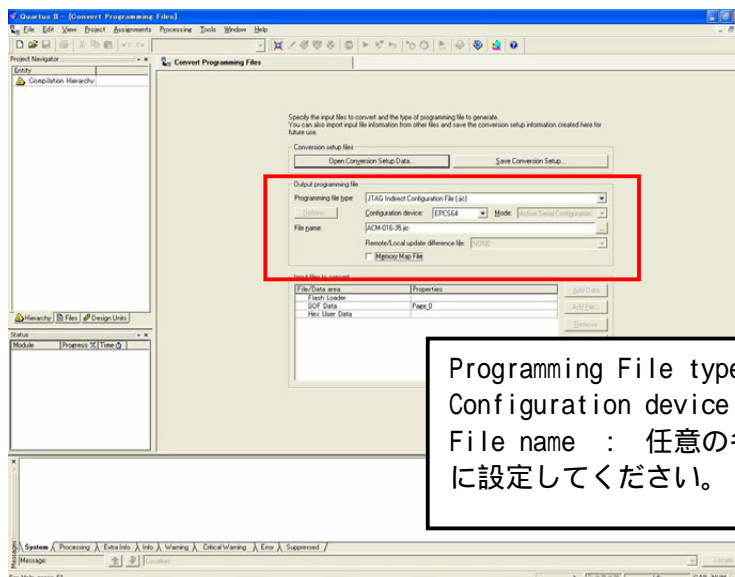 Quartus II - [Convert Programming Files]
File Edit View Project Assignments Processing Tools Window Help
Project Navigator
Entity
Compilation Hierarchy
Convert Programming Files
Specify the input files to convert and the type of programming file to generate.
You can also import input file information from other files and save the conversion setup information created here for
future use.
Conversion setup files
Open Conversion Setup Data...
Save Conversion Setup...
Output programming file
Programming file type: JTAG Indirect Configuration File (.jic)
Options...
Configuration device: EPCS64
Mode: Active Serial Configuration
File name: ACM-016-35.jic
...
Remote/Local update difference file: NONE
Memory Map File
Input files to convert
File/Data area Properties
Add Data
Flash Loader
SOF Data Page_0
Add File...
Hex User Data
Remove
Hierarchy Files Design Units
Status
Module Progress % Time
Programming File type
Configuration device
File name : 任意の
に設定してください。
System Processing Extra Info Info Warning Critical Warning Error Suppressed
Messages
Message:
Location:
Locate
For Help, press F1